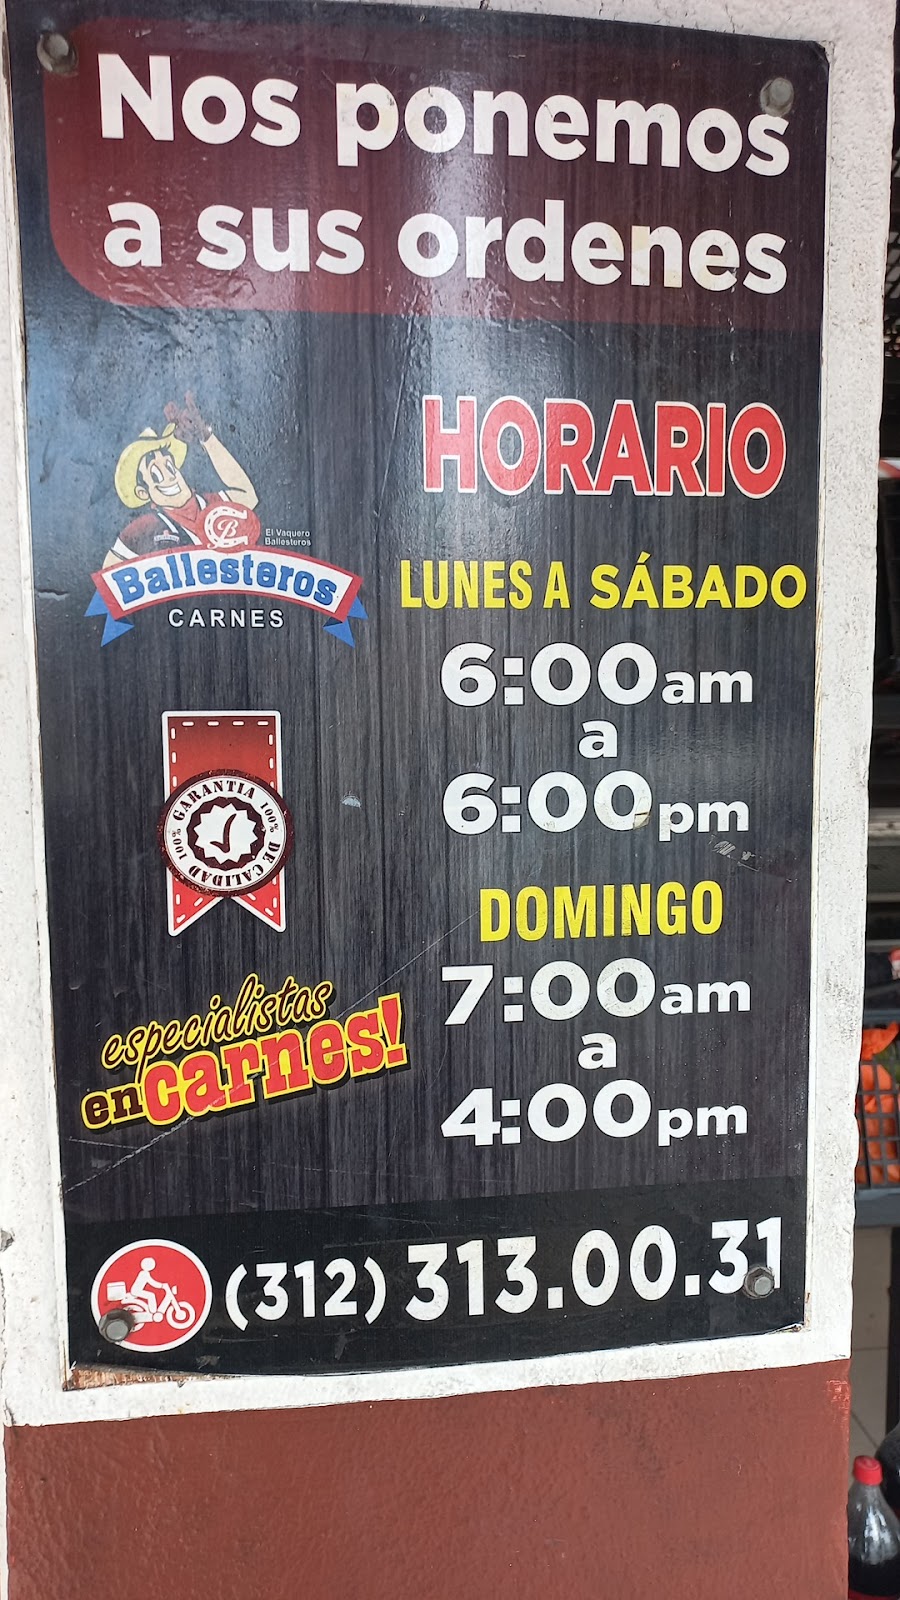 Nos ponemos
a sus ordenes
HORARIO
El Vaquero
Ballesteros
CB
Ballesteros
CARNES
LUNES A SÁBADO
6:00am
a
6:00pm
GARANTIA 100%
DE CALIDAD 100%
DOMINGO
7:00am
a
4:00pm
especialistas
en carnes!
(312) 313.00.31